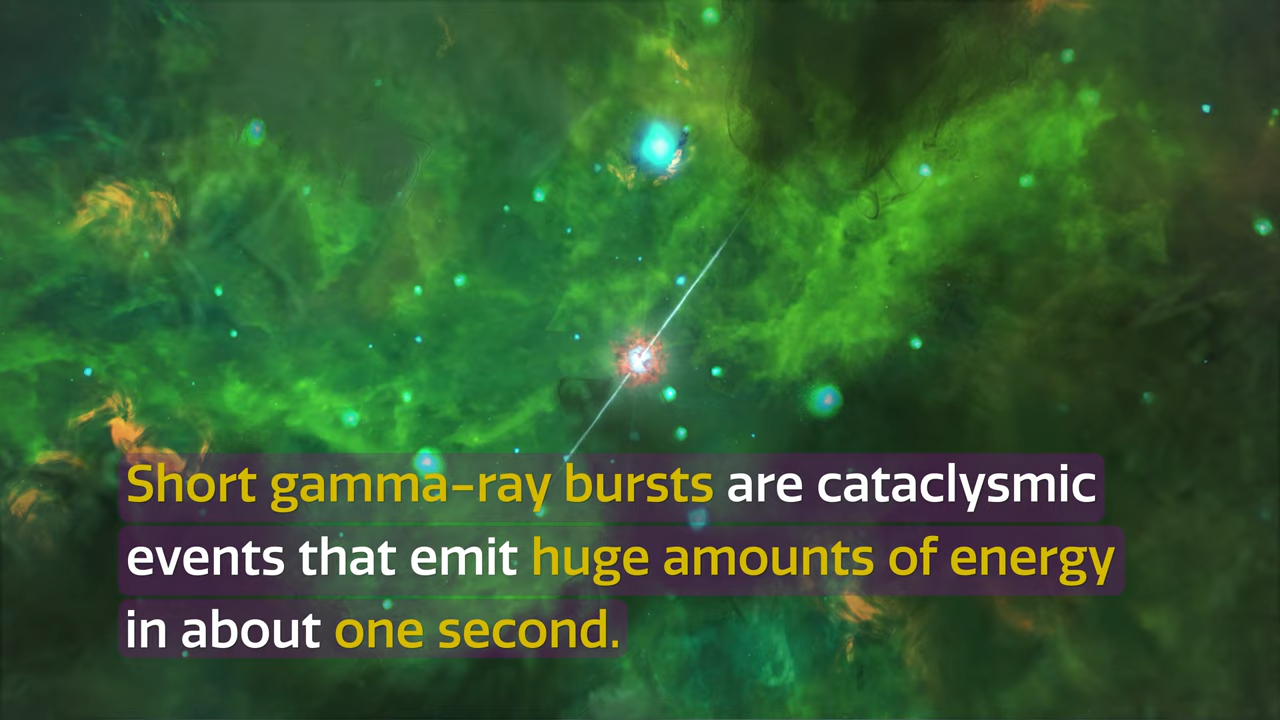 Short gamma-ray bursts are cataclysmic
events that emit huge amounts of energy
in about one second.